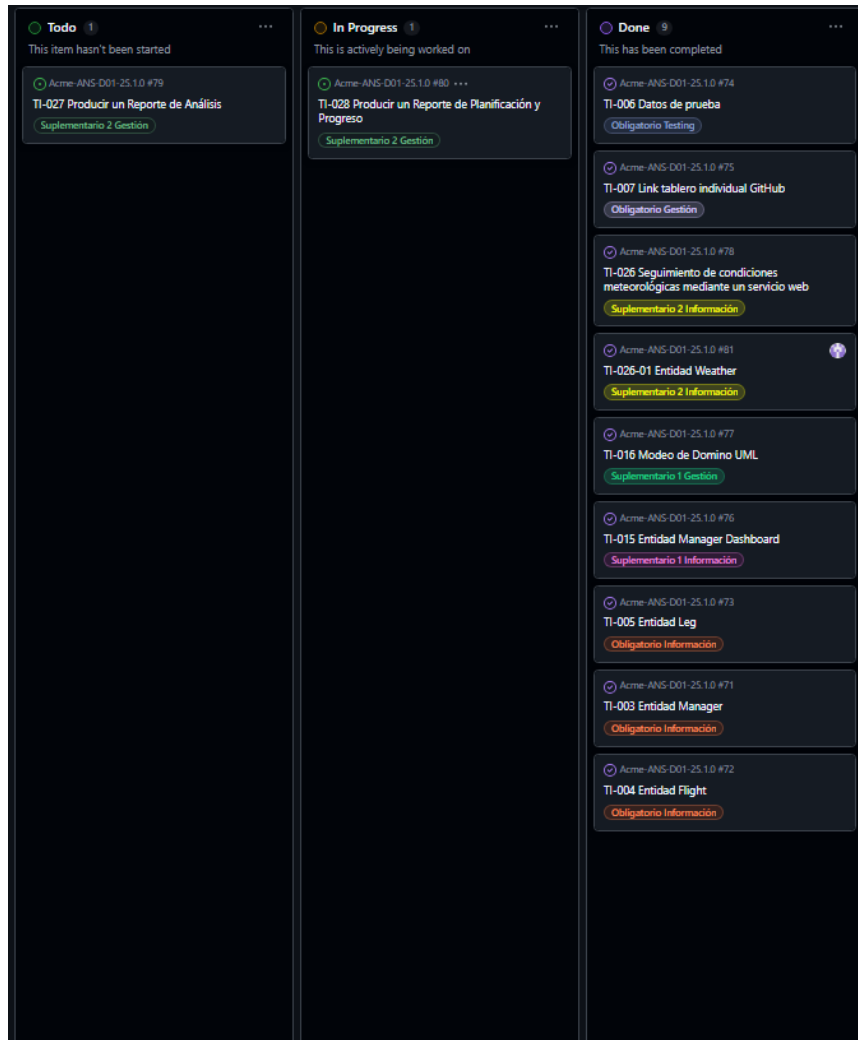 Todo 1
This item hasn't been started
Acme-ANS-D01-25.1.0 #79
TI-027 Producir un Reporte de Análisis
Suplementario 2 Gestión
In Progress 1
This is actively being worked on
Acme-ANS-D01-25.1.0 #80
TI-028 Producir un Reporte de Planificación y
Progreso
Suplementario 2 Gestión
Done 9
This has been completed
Acme-ANS-D01-25.1.0 #74
TI-006 Datos de prueba
Obligatorio Testing
Acme-ANS-D01-25.1.0 #75
TI-007 Link tablero individual GitHub
Obligatorio Gestión
Acme-ANS-D01-25.1.0 #78
TI-026 Seguimiento de condiciones
meteorológicas mediante un servicio web
Suplementario 2 Información
Acme-ANS-D01-25.1.0 #81
TI-026-01 Entidad Weather
Suplementario 2 Información
Acme-ANS-D01-25.1.0 #77
TI-016 Modeo de Domino UML
Suplementario 1 Gestión
Acme-ANS-D01-25.1.0 #76
TI-015 Entidad Manager Dashboard
Suplementario 1 Información
Acme-ANS-D01-25.1.0 #73
TI-005 Entidad Leg
Obligatorio Información
Acme-ANS-D01-25.1.0 #71
TI-003 Entidad Manager
Obligatorio Información
Acme-ANS-D01-25.1.0 #72
TI-004 Entidad Flight
Obligatorio Información